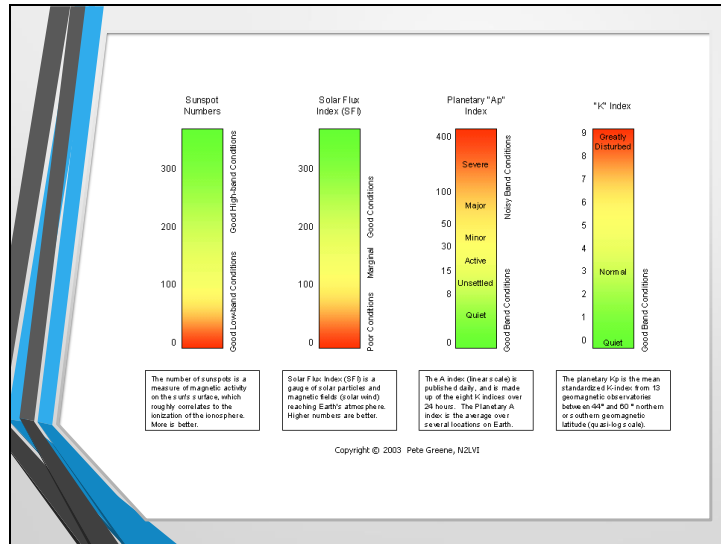 Sunspot
Numbers
300
200
100
0
Good High-band Conditions
Good Low-band Conditions
The number of sunspots is a
measure of magnetic activity
on the sun's surface, which
roughly correlates to the
ionization of the ionosphere.
More is better.
Solar Flux
Index (SFI)
300
200
100
0
Good Conditions
Marginal
Poor Conditions
Solar Flux Index (SFI) is a
gauge of solar particles and
magnetic fields (solar wind)
reaching Earth's atmosphere.
Higher numbers are better.
Planetary "Ap"
Index
400
100
50
30
15
8
0
Severe
Major
Minor
Active
Unsettled
Quiet
Noisy Band Conditions
Good Band Conditions
The A index (linear scale) is
published daily, and is made
up of the eight K indices over
24 hours. The Planetary A
index is the average over
several locations on Earth.
"K" Index
9
8
7
6
5
4
3
2
1
0
Greatly
Disturbed
Normal
Quiet
Good Band Conditions
The planetary Kp is the mean
standardized K-index from 13
geomagnetic observatories
between 44° and 60° northern
or southern geomagnetic
latitude (quasi-log scale).
Copyright © 2003 Pete Greene, N2LVI